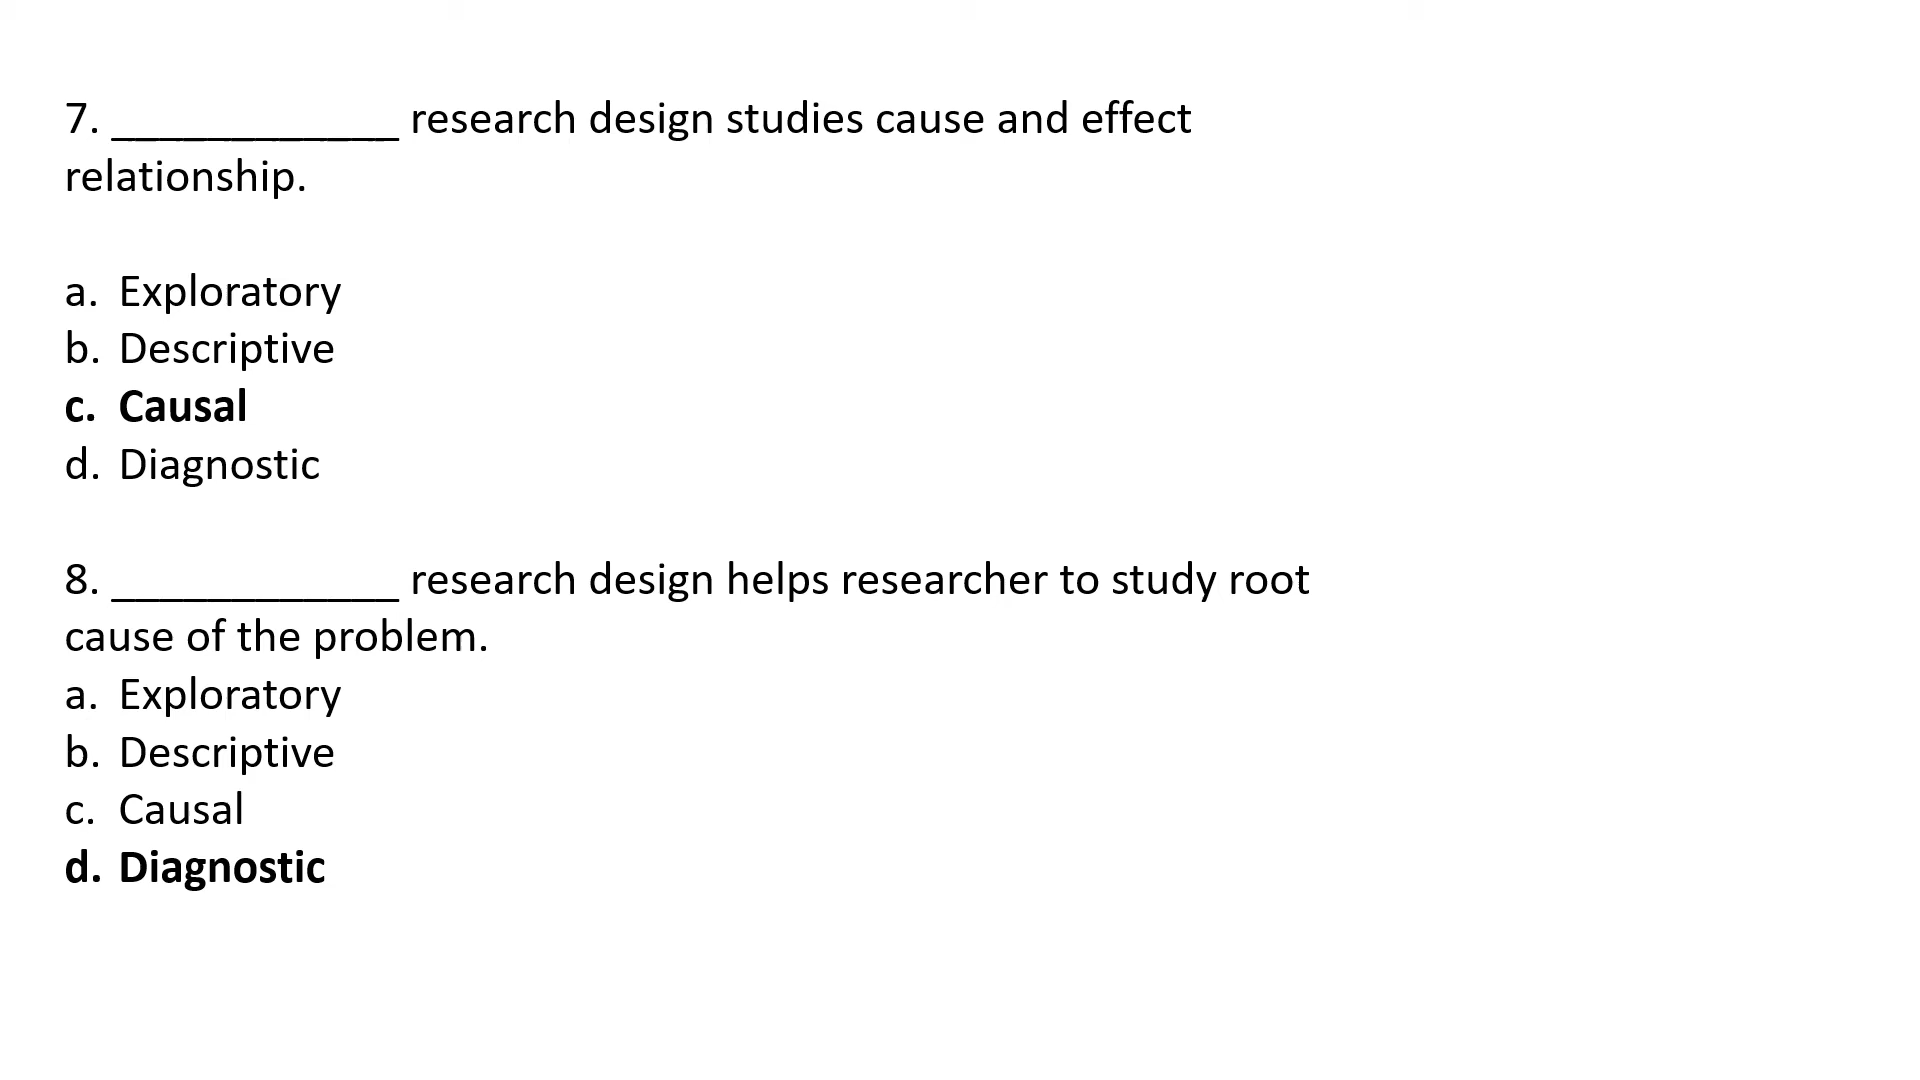 7. ____________ research design studies cause and effect
relationship.
a. Exploratory
b. Descriptive
c. Causal
d. Diagnostic
8. ____________ research design helps researcher to study root
cause of the problem.
a. Exploratory
b. Descriptive
c. Causal
d. Diagnostic